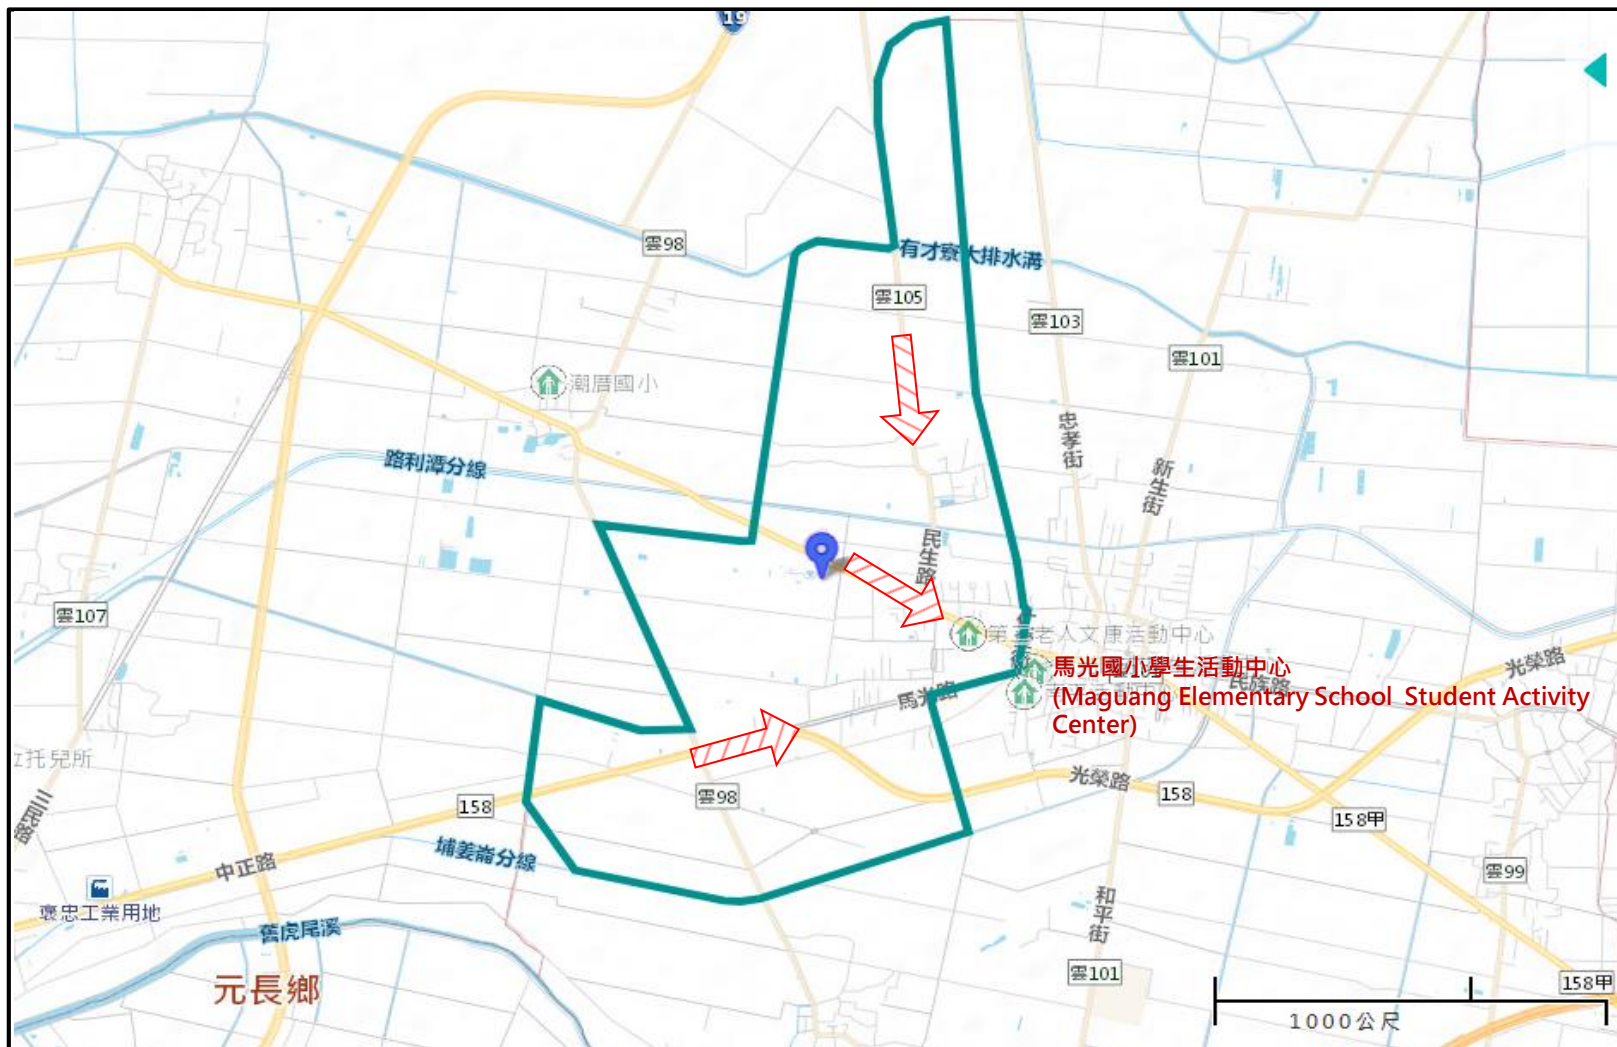 19
雲98
有才寮大排水溝
雲105
雲103
雲101
潮厝國小
忠孝街
新生街
路利潭分線
民生路
雲107
老人文康活動中心
馬光國小學生活動中心
(Maguang Elementary School Student Activity
Center)
民族路
光榮路
馬光路
托兒所
雲98
158
光榮路
158
158甲
三民路
中正路
埔姜崙分線
雲99
褒忠工業用地
舊虎尾溪
和平街
元長鄉
雲101
158甲
1000公尺